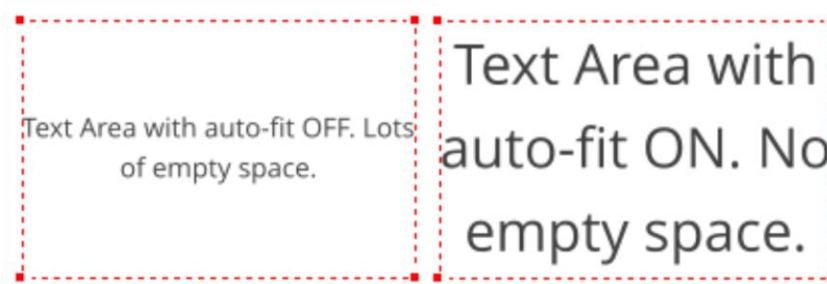 Text Area with auto-fit OFF. Lots
of empty space.
Text Area with
auto-fit ON. No
empty space.